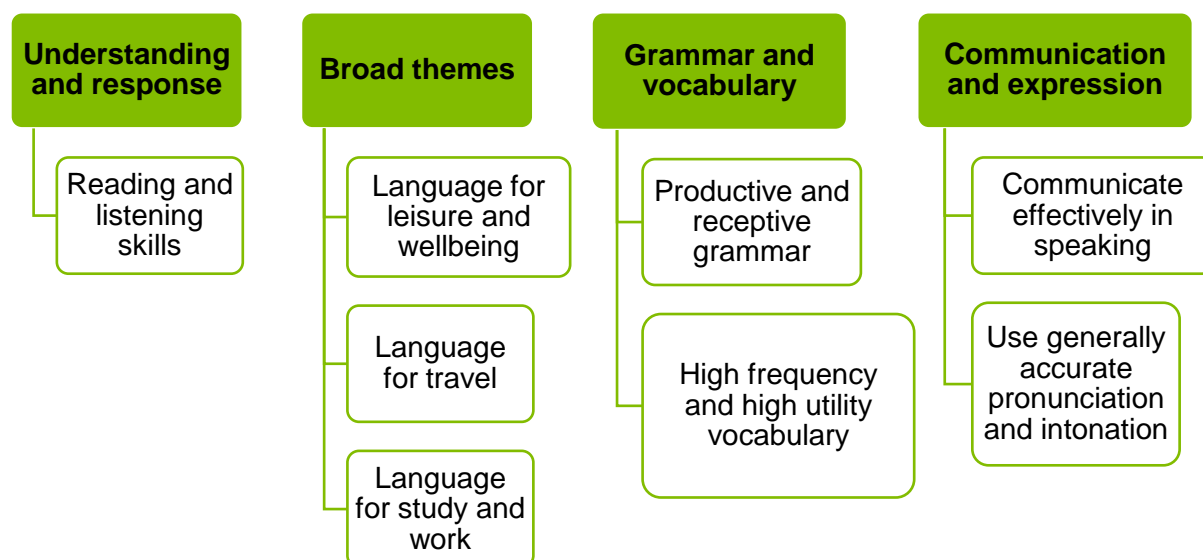 Understanding
and response
Reading and
listening
skills
Broad themes
Language for
leisure and
wellbeing
Language
for travel
Language
for study and
work
Grammar and
vocabulary
Productive and
receptive
grammar
High frequency
and high utility
vocabulary
Communication
and expression
Communicate
effectively in
speaking
Use generally
accurate
pronunciation
and intonation